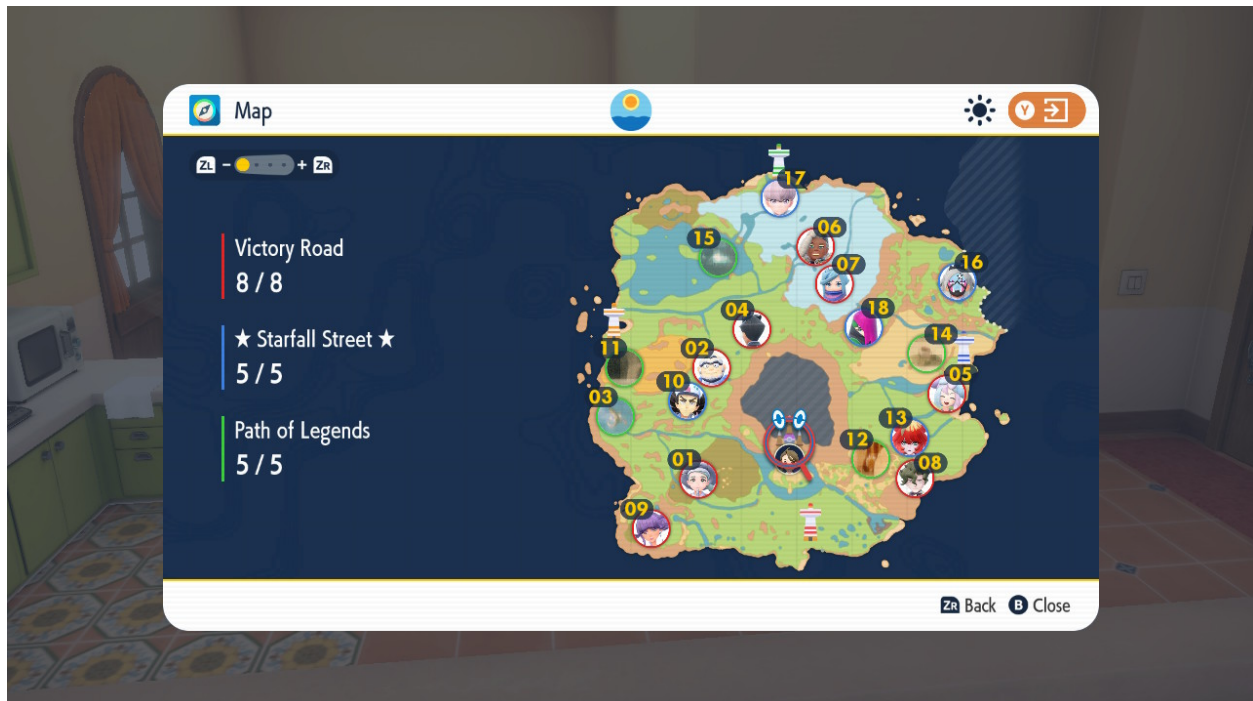 Map
Y
ZL - + ZR
Victory Road
8 / 8
★ Starfall Street ★
5 / 5
Path of Legends
5 / 5
17
06
15
07
16
04
18
14
11
02
05
10
03
13
12
01
08
09
ZR Back B Close